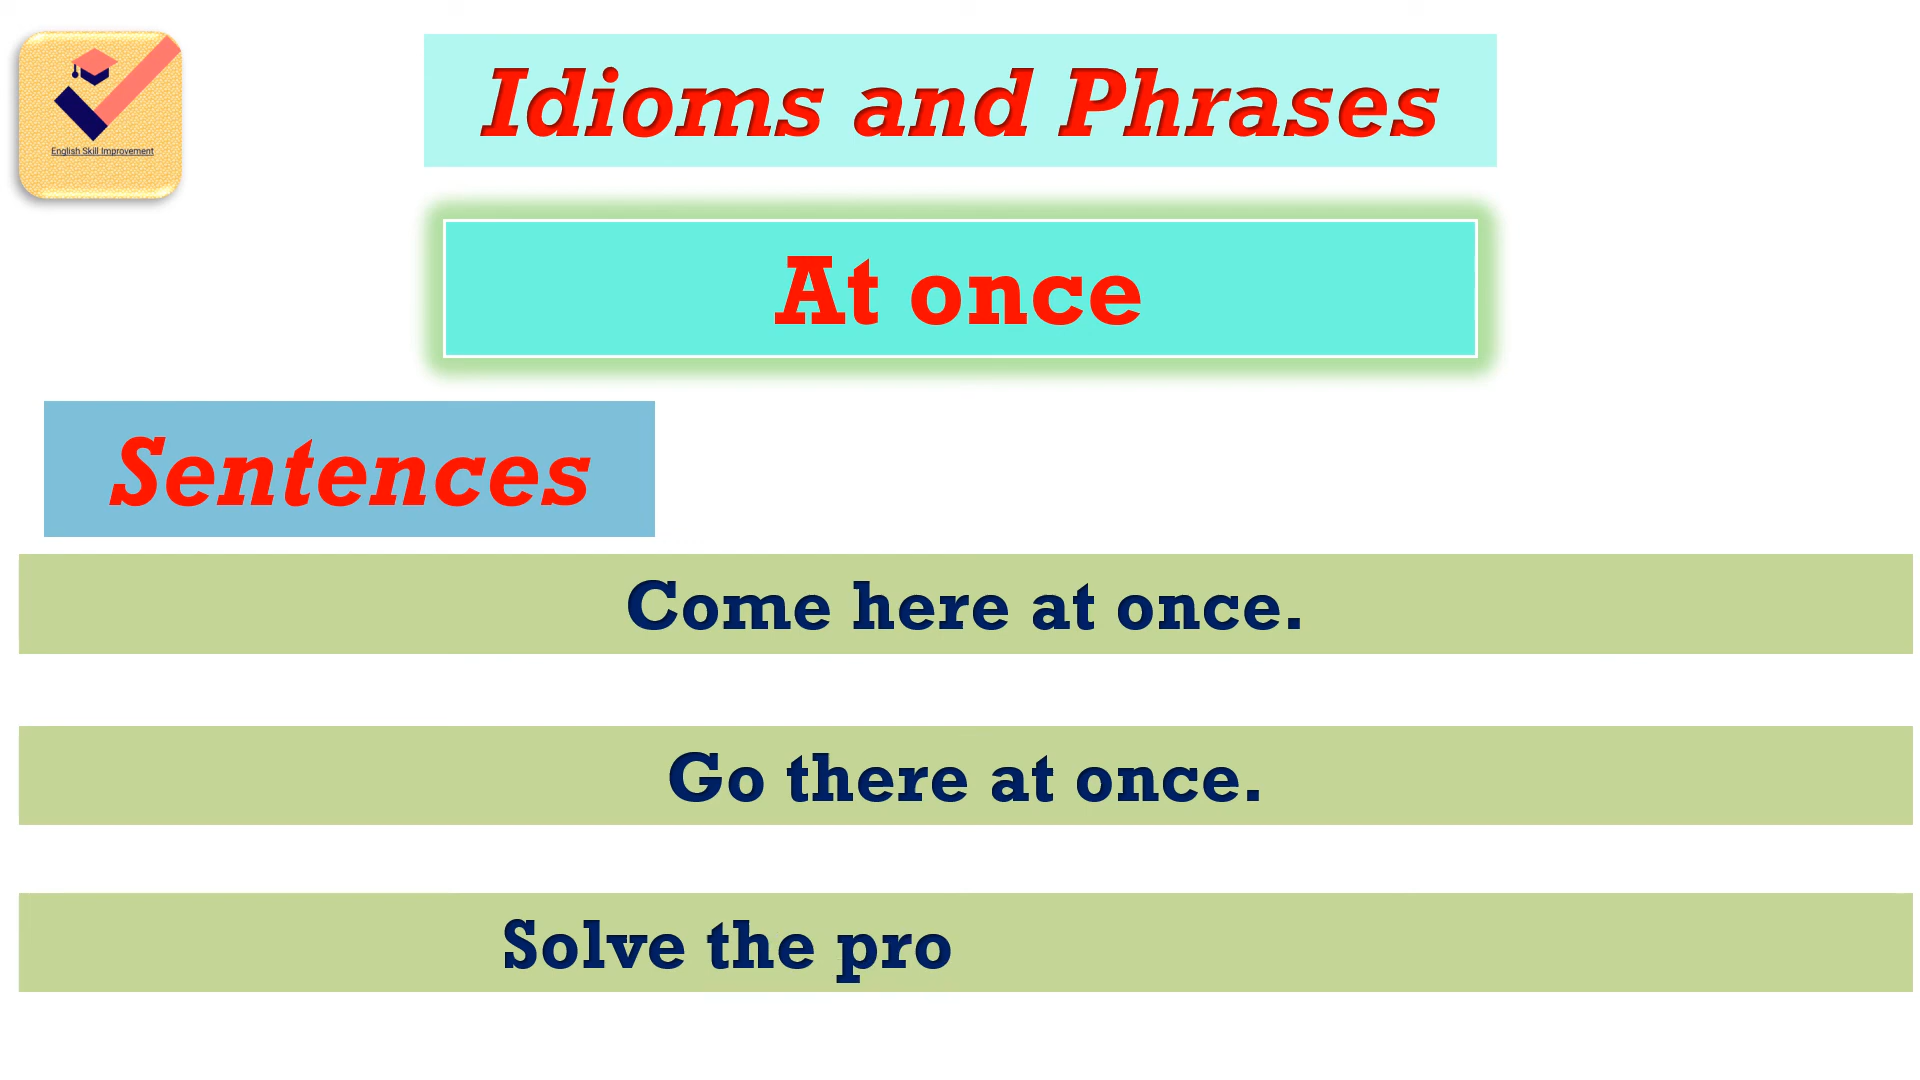 English Skill Improvement
Idioms and Phrases
At once
Sentences
Come here at once.
Go there at once.
Solve the pro